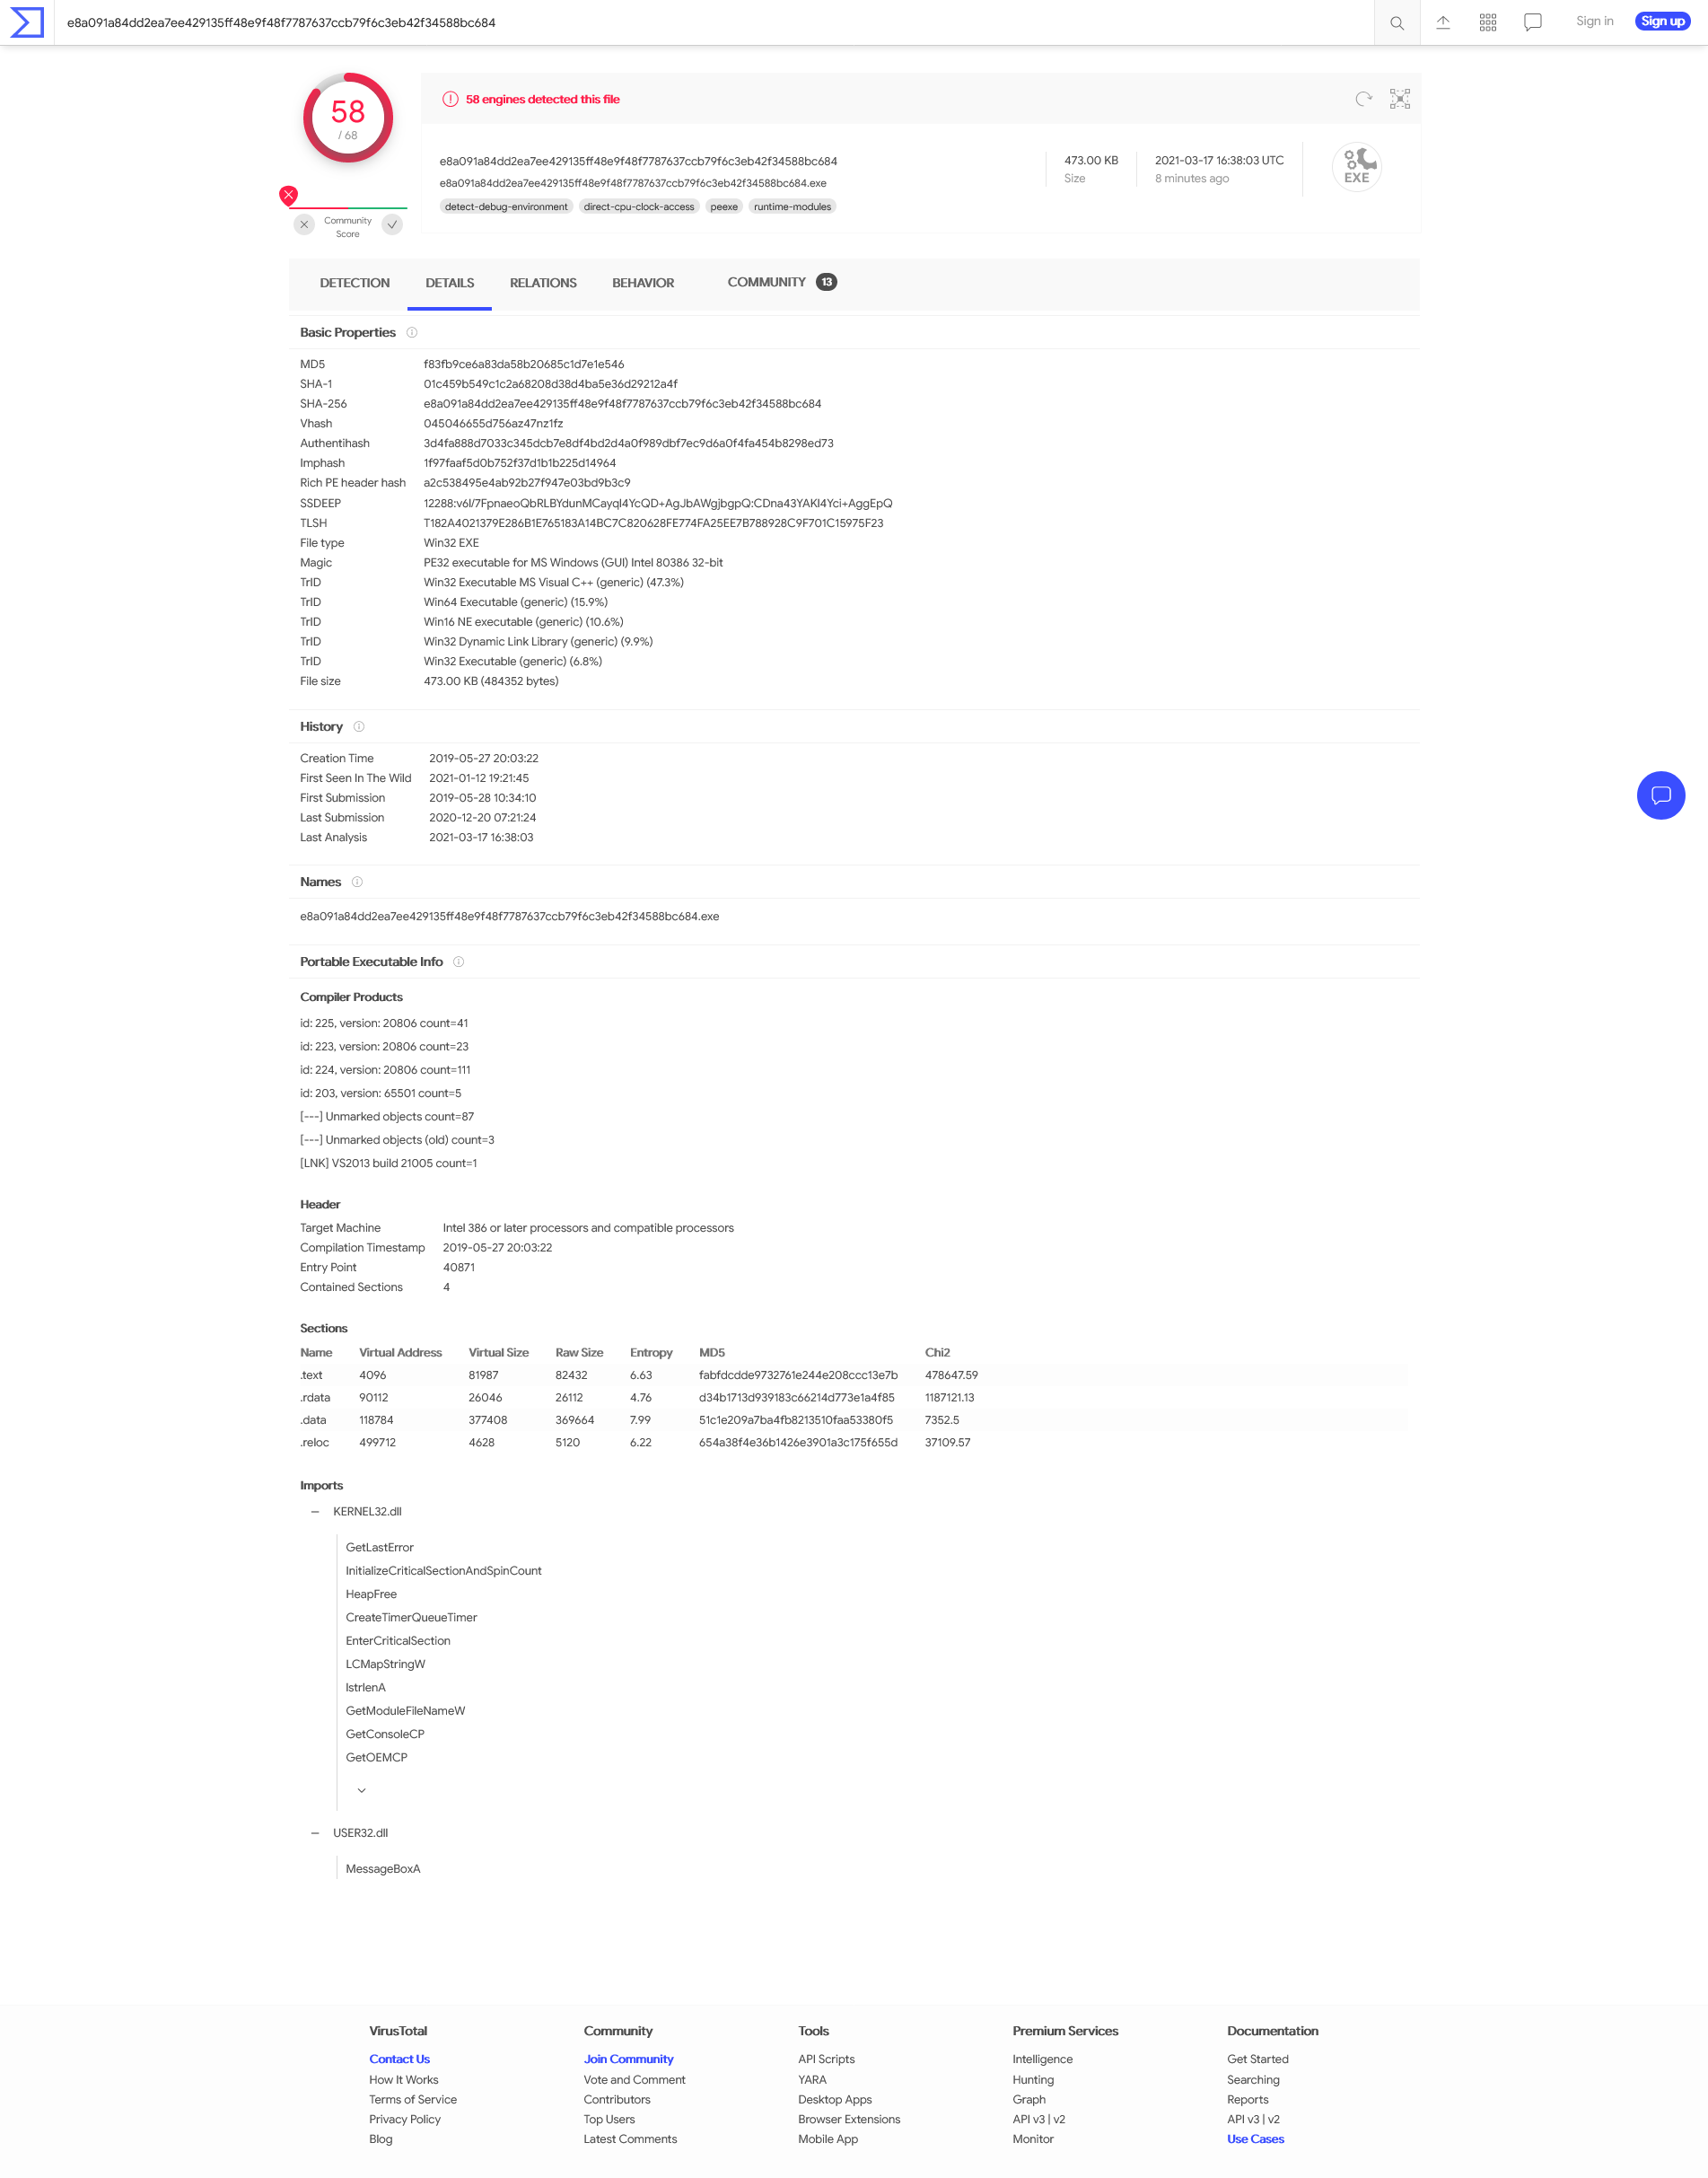 e8a091a84dd2ea7ee429135ff48e9f48f7787637ccb79f6c3eb42f34588bc684
Sign in
Sign up
58
/ 68
Community
Score
58 engines detected this file
e8a091a84dd2ea7ee429135ff48e9f48f7787637ccb79f6c3eb42f34588bc684
e8a091a84dd2ea7ee429135ff48e9f48f7787637ccb79f6c3eb42f34588bc684.exe
detect-debug-environment direct-cpu-clock-access peexe runtime-modules
473.00 KB
Size
2021-03-17 16:38:03 UTC
8 minutes ago
EXE
DETECTION DETAILS RELATIONS BEHAVIOR COMMUNITY 13
Basic Properties
MD5 f83fb9ce6a83da58b20685c1d7e1e546
SHA-1 01c459b549c1c2a68208d38d4ba5e36d29212a4f
SHA-256 e8a091a84dd2ea7ee429135ff48e9f48f7787637ccb79f6c3eb42f34588bc684
Vhash 045046655d756az47nz1fz
Authentihash 3d4fa888d7033c345dcb7e8df4bd2d4a0f989dbf7ec9d6a0f4fa454b8298ed73
Imphash 1f97faaf5d0b752f37d1b1b225d14964
Rich PE header hash a2c538495e4ab92b27f947e03bd9b3c9
SSDEEP 12288:v6I/7FpnaeoQbRLBYdunMCayqI4YcQD+AgJbAWgjbgpQ:CDna43YAKI4Yci+AggEpQ
TLSH T182A4021379E286B1E765183A14BC7C820628FE774FA25EE7B788928C9F701C15975F23
File type Win32 EXE
Magic PE32 executable for MS Windows (GUI) Intel 80386 32-bit
TrID Win32 Executable MS Visual C++ (generic) (47.3%)
TrID Win64 Executable (generic) (15.9%)
TrID Win16 NE executable (generic) (10.6%)
TrID Win32 Dynamic Link Library (generic) (9.9%)
TrID Win32 Executable (generic) (6.8%)
File size 473.00 KB (484352 bytes)
History
Creation Time 2019-05-27 20:03:22
First Seen In The Wild 2021-01-12 19:21:45
First Submission 2019-05-28 10:34:10
Last Submission 2020-12-20 07:21:24
Last Analysis 2021-03-17 16:38:03
Names
e8a091a84dd2ea7ee429135ff48e9f48f7787637ccb79f6c3eb42f34588bc684.exe
Portable Executable Info
Compiler Products
id: 225, version: 20806 count=41
id: 223, version: 20806 count=23
id: 224, version: 20806 count=111
id: 203, version: 65501 count=5
[---] Unmarked objects count=87
[---] Unmarked objects (old) count=3
[LNK] VS2013 build 21005 count=1
Header
Target Machine Intel 386 or later processors and compatible processors
Compilation Timestamp 2019-05-27 20:03:22
Entry Point 40871
Contained Sections 4
Sections
Name Virtual Address Virtual Size Raw Size Entropy MD5 Chi2
.text 4096 81987 82432 6.63 fabfdcdde9732761e244e208ccc13e7b 478647.59
.rdata 90112 26046 26112 4.76 d34b1713d939183c66214d773e1a4f85 1187121.13
.data 118784 377408 369664 7.99 51c1e209a7ba4fb8213510faa53380f5 7352.5
.reloc 499712 4628 5120 6.22 654a38f4e36b1426e3901a3c175f655d 37109.57
Imports
KERNEL32.dll
GetLastError
InitializeCriticalSectionAndSpinCount
HeapFree
CreateTimerQueueTimer
EnterCriticalSection
LCMapStringW
lstrlenA
GetModuleFileNameW
GetConsoleCP
GetOEMCP
USER32.dll
MessageBoxA
VirusTotal Community Tools Premium Services Documentation
Contact Us Join Community API Scripts Intelligence Get Started
How It Works Vote and Comment YARA Hunting Searching
Terms of Service Contributors Desktop Apps Graph Reports
Privacy Policy Top Users Browser Extensions API v3 | v2 API v3 | v2
Blog Latest Comments Mobile App Monitor Use Cases